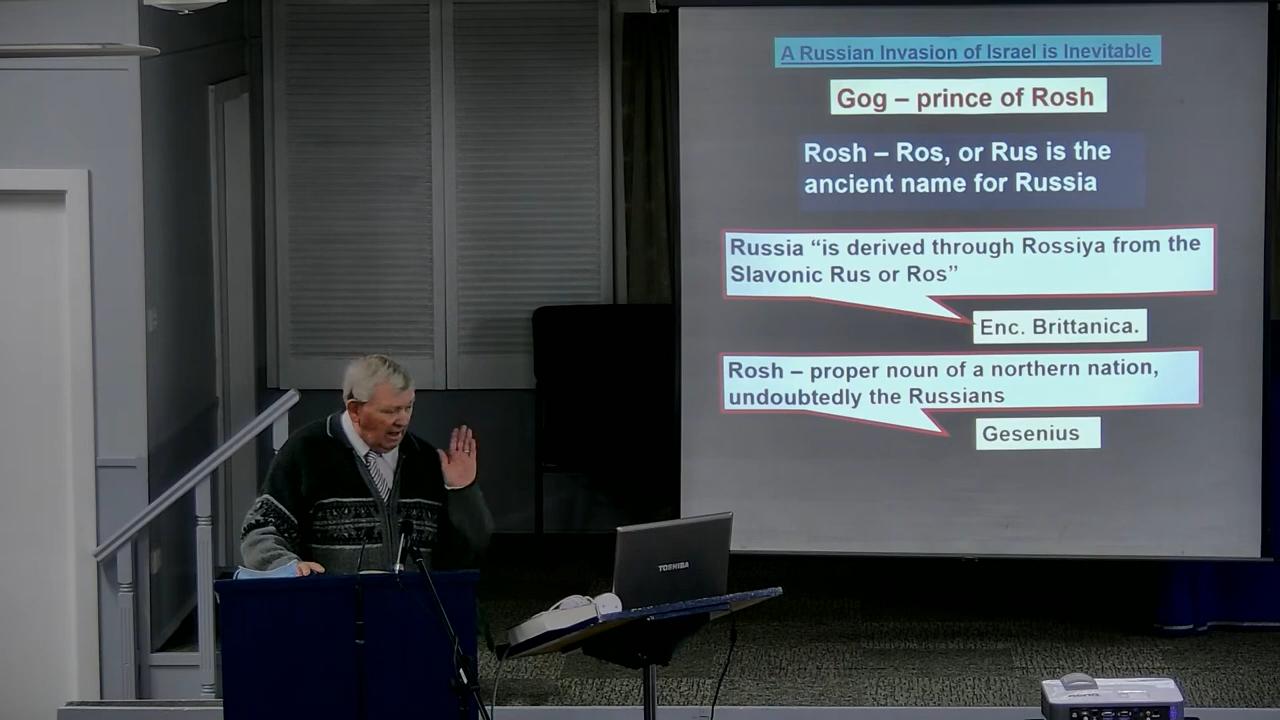 A Russian Invasion of Israel is Inevitable
Gog – prince of Rosh
Rosh – Ros, or Rus is the
ancient name for Russia
Russia “is derived through Rossiya from the
Slavonic Rus or Ros”
Enc. Brittanica.
Rosh – proper noun of a northern nation,
undoubtedly the Russians
Gesenius
TOSHIBA